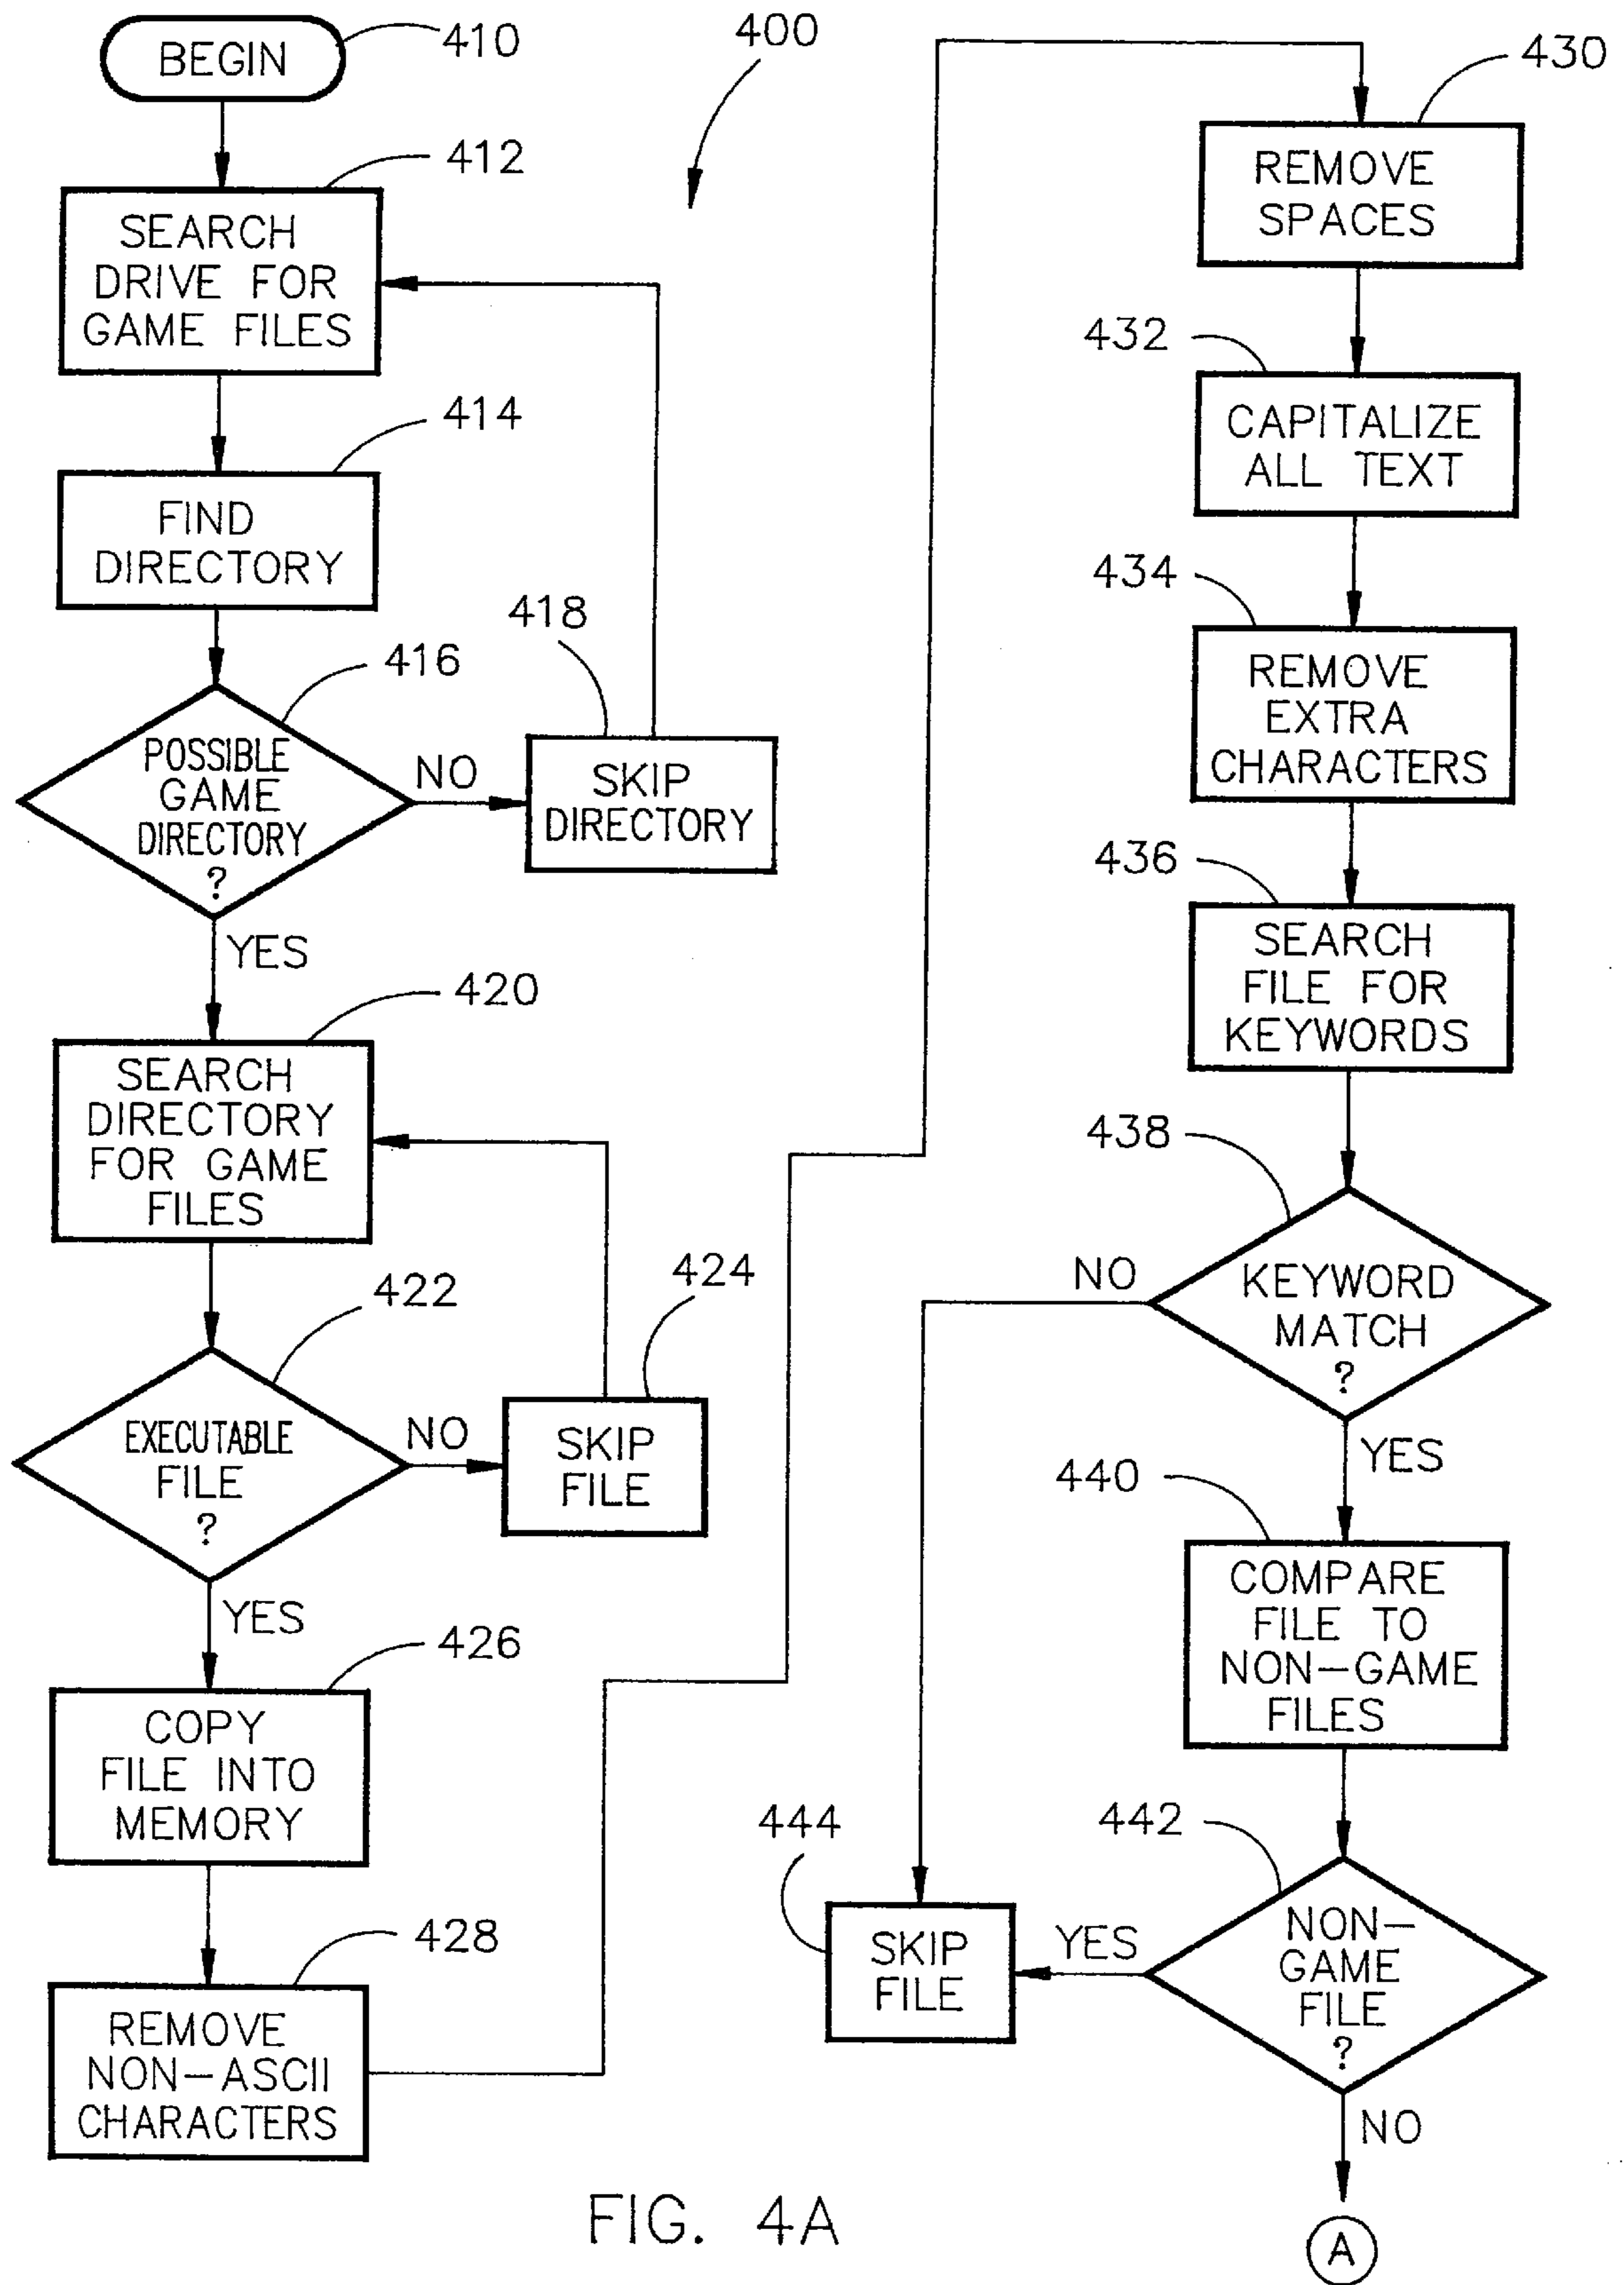 410
BEGIN
412
SEARCH
DRIVE FOR
GAME FILES
414
FIND
DIRECTORY
416
POSSIBLE
GAME
DIRECTORY
?
NO
418
SKIP
DIRECTORY
YES
420
SEARCH
DIRECTORY
FOR GAME
FILES
422
EXECUTABLE
FILE
?
NO
424
SKIP
FILE
YES
426
COPY
FILE INTO
MEMORY
428
REMOVE
NON-ASCII
CHARACTERS
400
430
REMOVE
SPACES
432
CAPITALIZE
ALL TEXT
434
REMOVE
EXTRA
CHARACTERS
436
SEARCH
FILE FOR
KEYWORDS
438
KEYWORD
MATCH
?
NO
YES
440
COMPARE
FILE TO
NON-GAME
FILES
442
NON-
GAME
FILE
?
YES
444
SKIP
FILE
NO
A
FIG. 4A